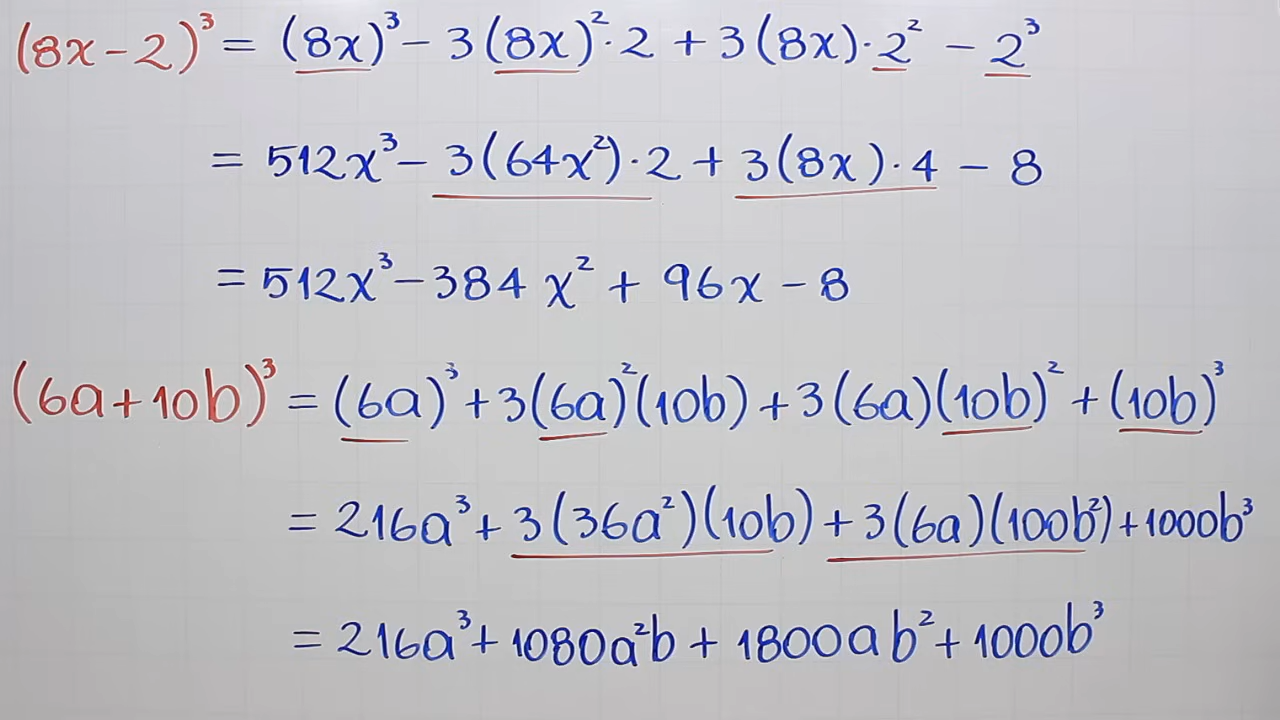 (8x-2)³ = (8x)³ - 3(8x)²·2 + 3(8x)·2² - 2³
= 512x³ - 3(64x²)·2 + 3(8x)·4 - 8
= 512x³ - 384x² + 96x - 8
(6a+10b)³ = (6a)³ + 3(6a)²(10b) + 3(6a)(10b)² + (10b)³
= 216a³ + 3(36a²)(10b) + 3(6a)(100b²) + 1000b³
= 216a³ + 1080a²b + 1800ab² + 1000b³